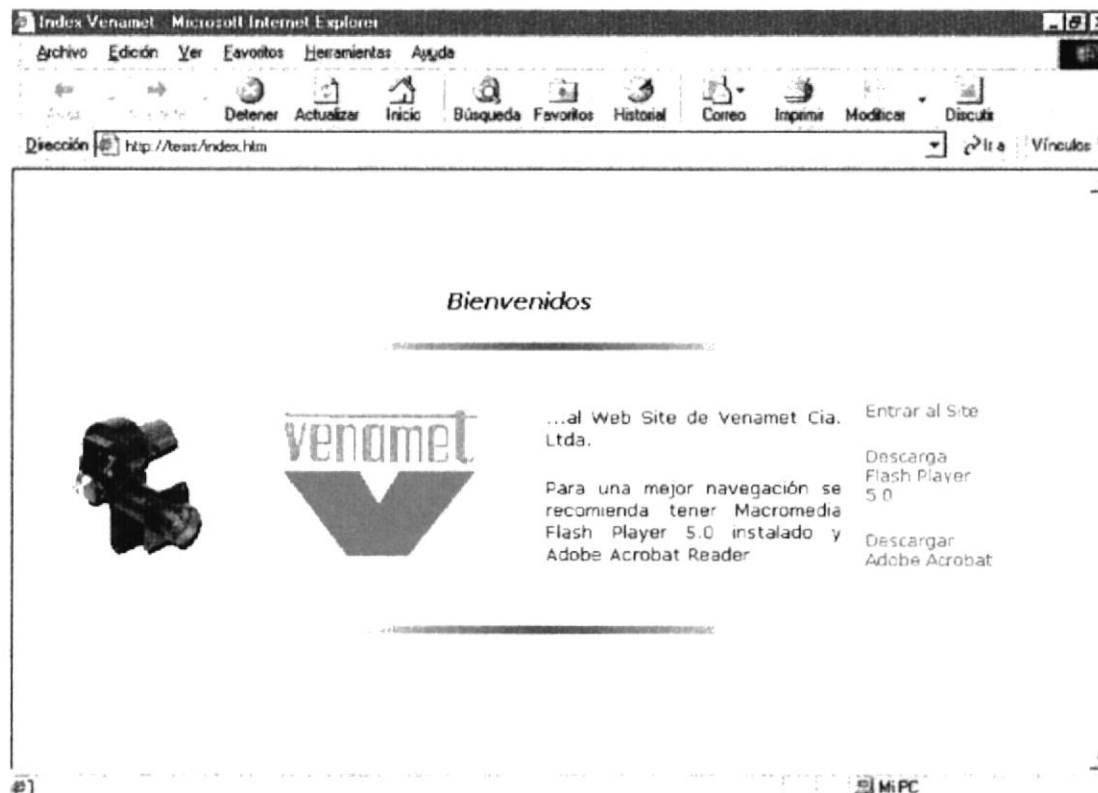 Index Venamet - Microsoft Internet Explorer
Archivo Edición Ver Favoritos Herramientas Ayuda
Detener Actualizar Inicio Búsqueda Favoritos Historial Correo Imprimir Modificar Discutir
Dirección http://tesis/index.htm Ir a Vínculos
Bienvenidos
venamet
...al Web Site de Venamet Cia.
Ltda.
Para una mejor navegación se
recomienda tener Macromedia
Flash Player 5.0 instalado y
Adobe Acrobat Reader
Entrar al Site
Descarga
Flash Player
5.0
Descargar
Adobe Acrobat
Mi PC